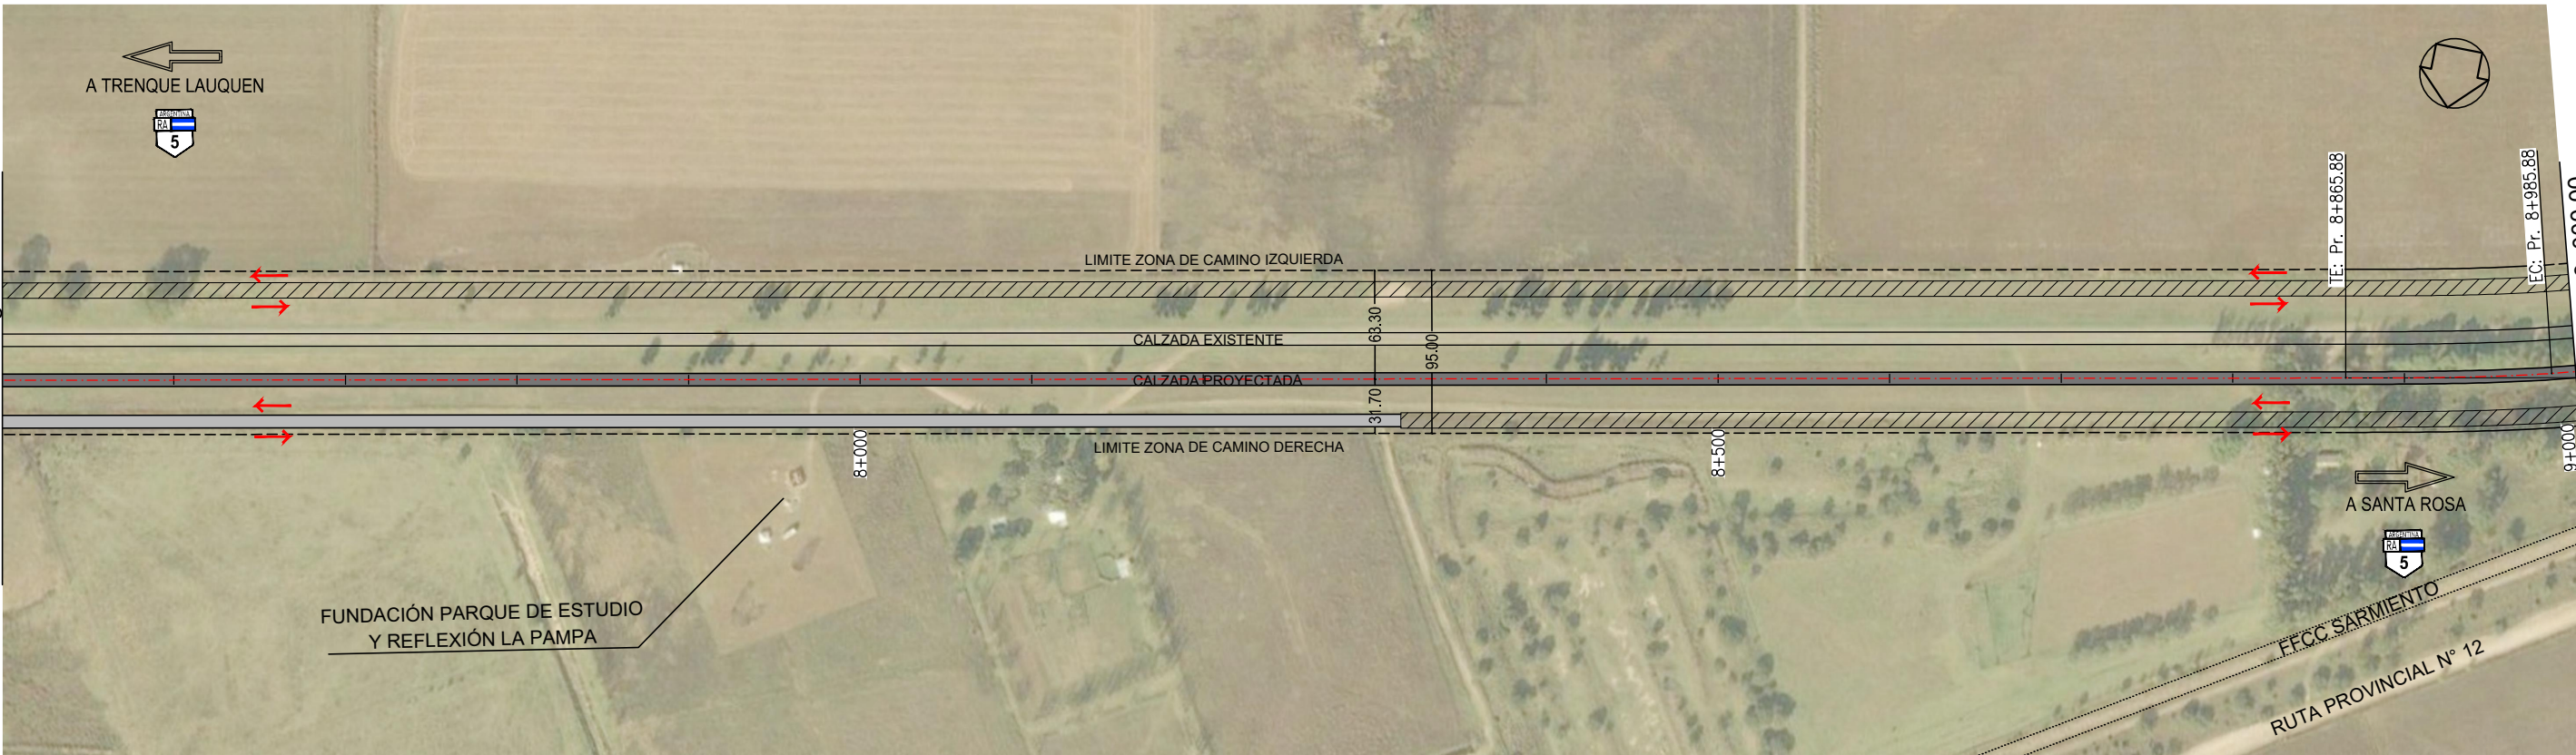 A TRENQUE LAUQUEN
ARGENTINA
RA
5
TE: Pr. 8+865.88
EC: Pr. 8+985.88
LIMITE ZONA DE CAMINO IZQUIERDA
CALZADA EXISTENTE
63.30
95.00
CALZADA PROYECTADA
31.70
LIMITE ZONA DE CAMINO DERECHA
8+000
8+500
9+000
A SANTA ROSA
ARGENTINA
RA
5
FUNDACIÓN PARQUE DE ESTUDIO
Y REFLEXIÓN LA PAMPA
FFCC SARMIENTO
RUTA PROVINCIAL N° 12